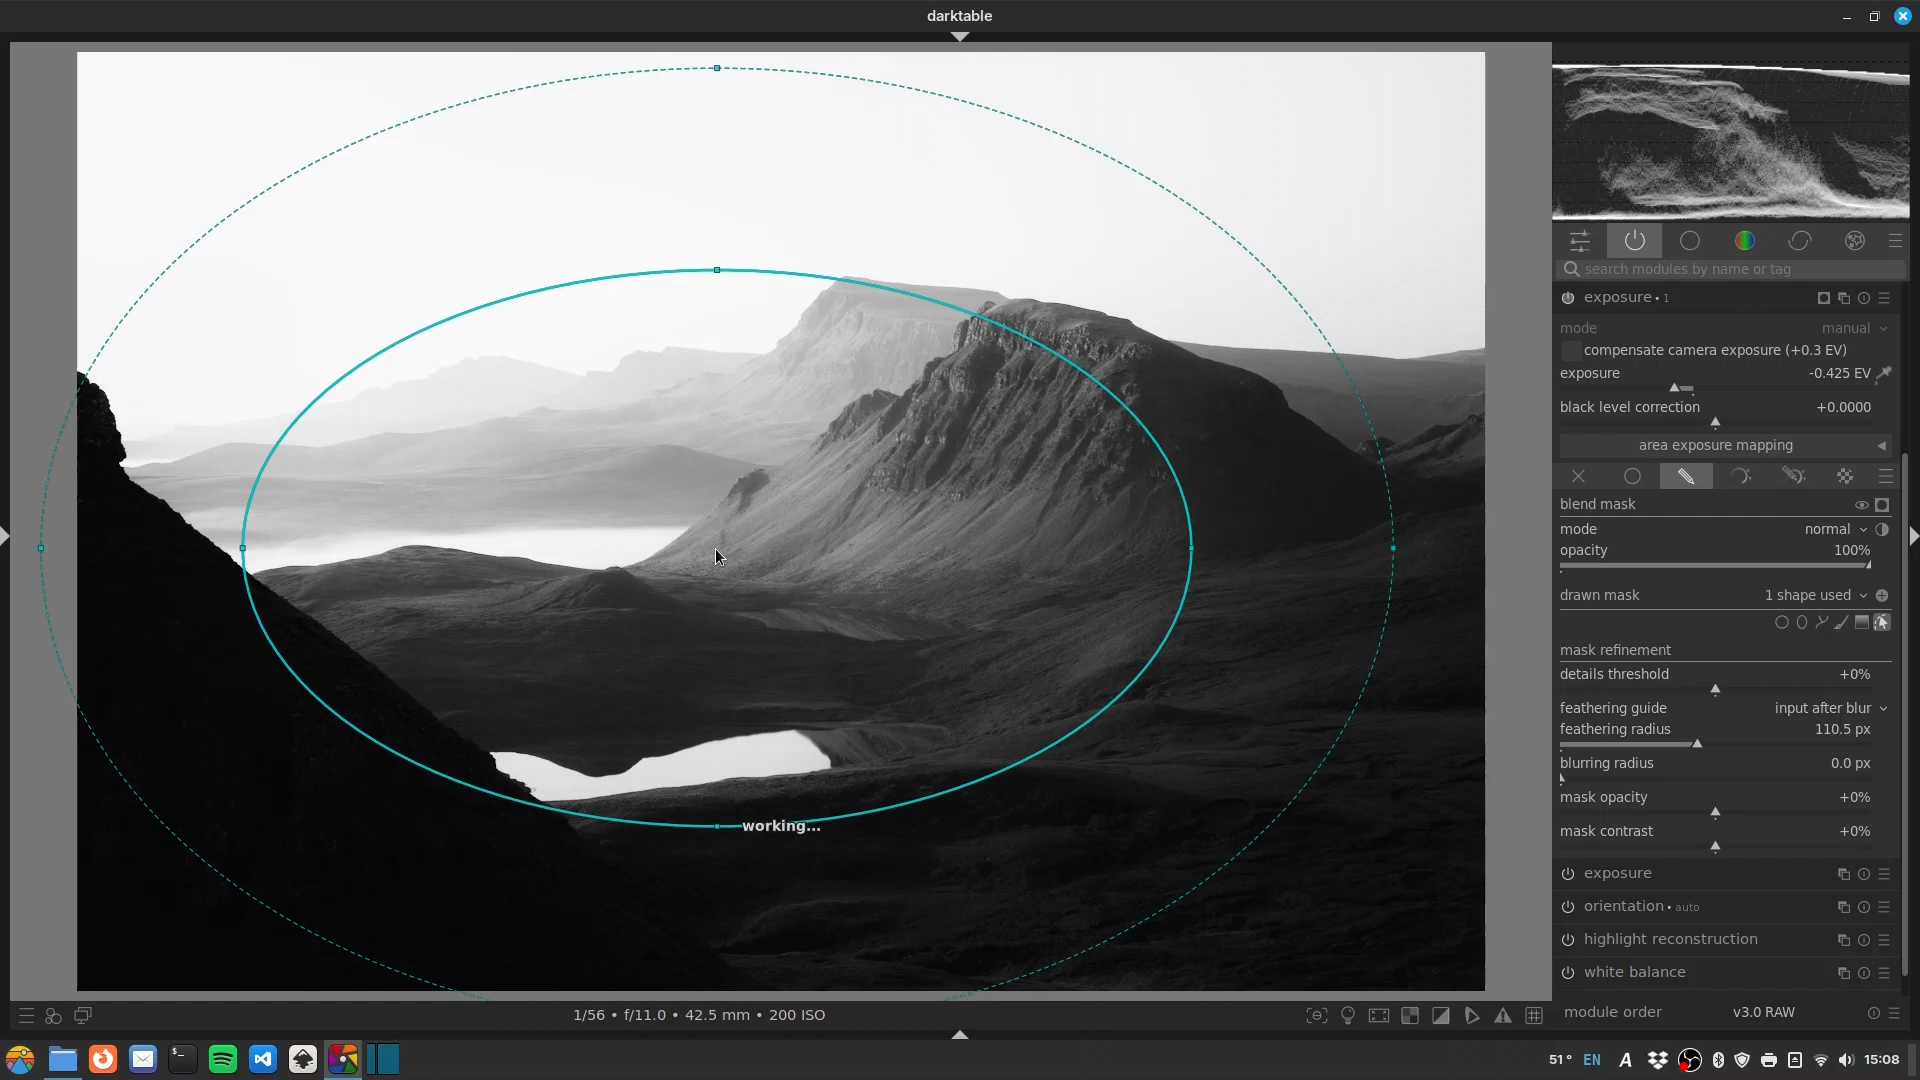 darktable
search modules by name or tag
exposure • 1
mode manual
compensate camera exposure (+0.3 EV)
exposure -0.425 EV
black level correction +0.0000
area exposure mapping
blend mask
mode normal
opacity 100%
drawn mask 1 shape used
mask refinement
details threshold +0%
feathering guide input after blur
feathering radius 110.5 px
blurring radius 0.0 px
mask opacity +0%
mask contrast +0%
working...
exposure
orientation • auto
highlight reconstruction
white balance
module order v3.0 RAW
1/56 • f/11.0 • 42.5 mm • 200 ISO
51° EN A 15:08